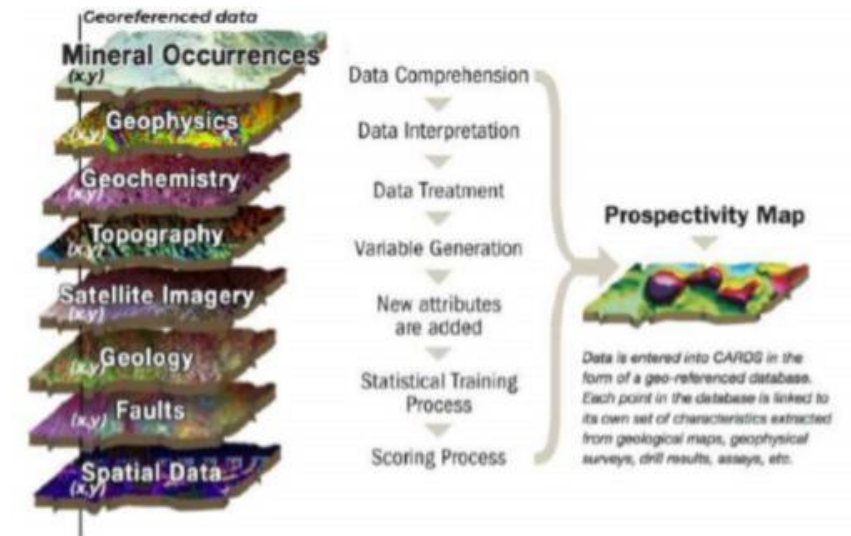 Georeferenced data
Mineral Occurrences
(x,y)
Geophysics
(x,y)
Geochemistry
(x,y)
Topography
(x,y)
Satellite Imagery
(x,y)
Geology
(x,y)
Faults
(x,y)
Spatial Data
(x,y)
Data Comprehension
Data Interpretation
Data Treatment
Variable Generation
New attributes
are added
Statistical Training
Process
Scoring Process
Prospectivity Map
Data is entered into CARDS in the
form of a geo-referenced database.
Each point in the database is linked to
its own set of characteristics extracted
from geological maps, geophysical
surveys, drill results, assays, etc.